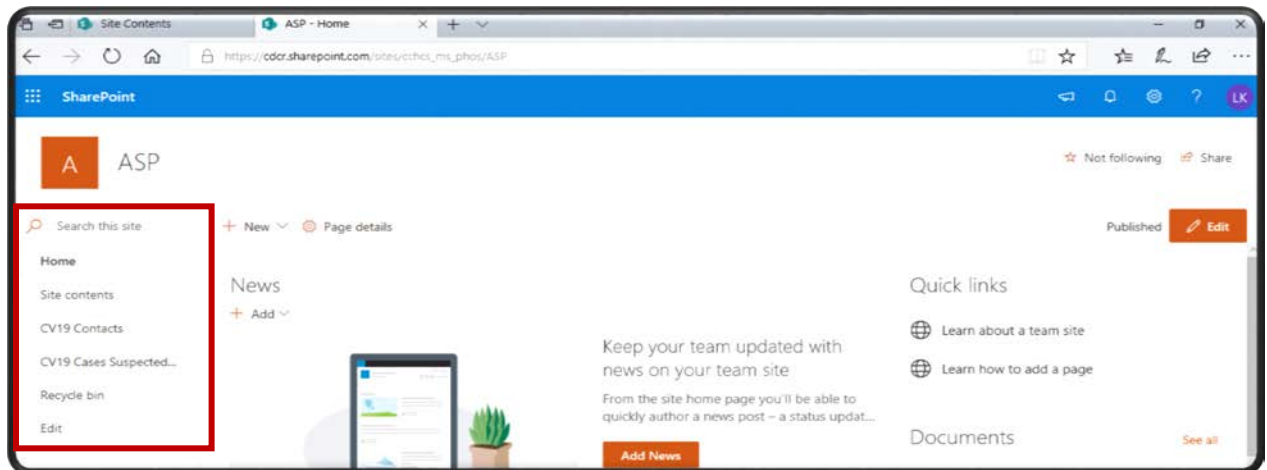 Site Contents
ASP - Home
https://cdcr.sharepoint.com/sites/cchcs_ms_phos/ASP
SharePoint
? LK
A ASP
Not following Share
Search this site
+ New Page details
Published Edit
Home
Site contents
CV19 Contacts
CV19 Cases Suspected...
Recycle bin
Edit
News
+ Add
Keep your team updated with
news on your team site
From the site home page you'll be able to
quickly author a news post – a status updat...
Add News
Quick links
Learn about a team site
Learn how to add a page
Documents
See all